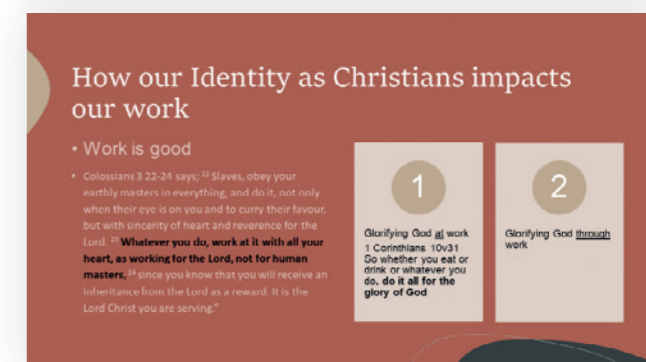 How our Identity as Christians impacts
our work
• Work is good
• Colossians 3 22-24 says; 22 Slaves, obey your
earthly masters in everything; and do it, not only
when their eye is on you and to curry their favour,
but with sincerity of heart and reverence for the
Lord. 23 Whatever you do, work at it with all your
heart, as working for the Lord, not for human
masters, 24 since you know that you will receive an
inheritance from the Lord as a reward. It is the
Lord Christ you are serving."
1
Glorifying God at work
1 Corinthians 10v31
So whether you eat or
drink or whatever you
do, do it all for the
glory of God
2
Glorifying God through
work